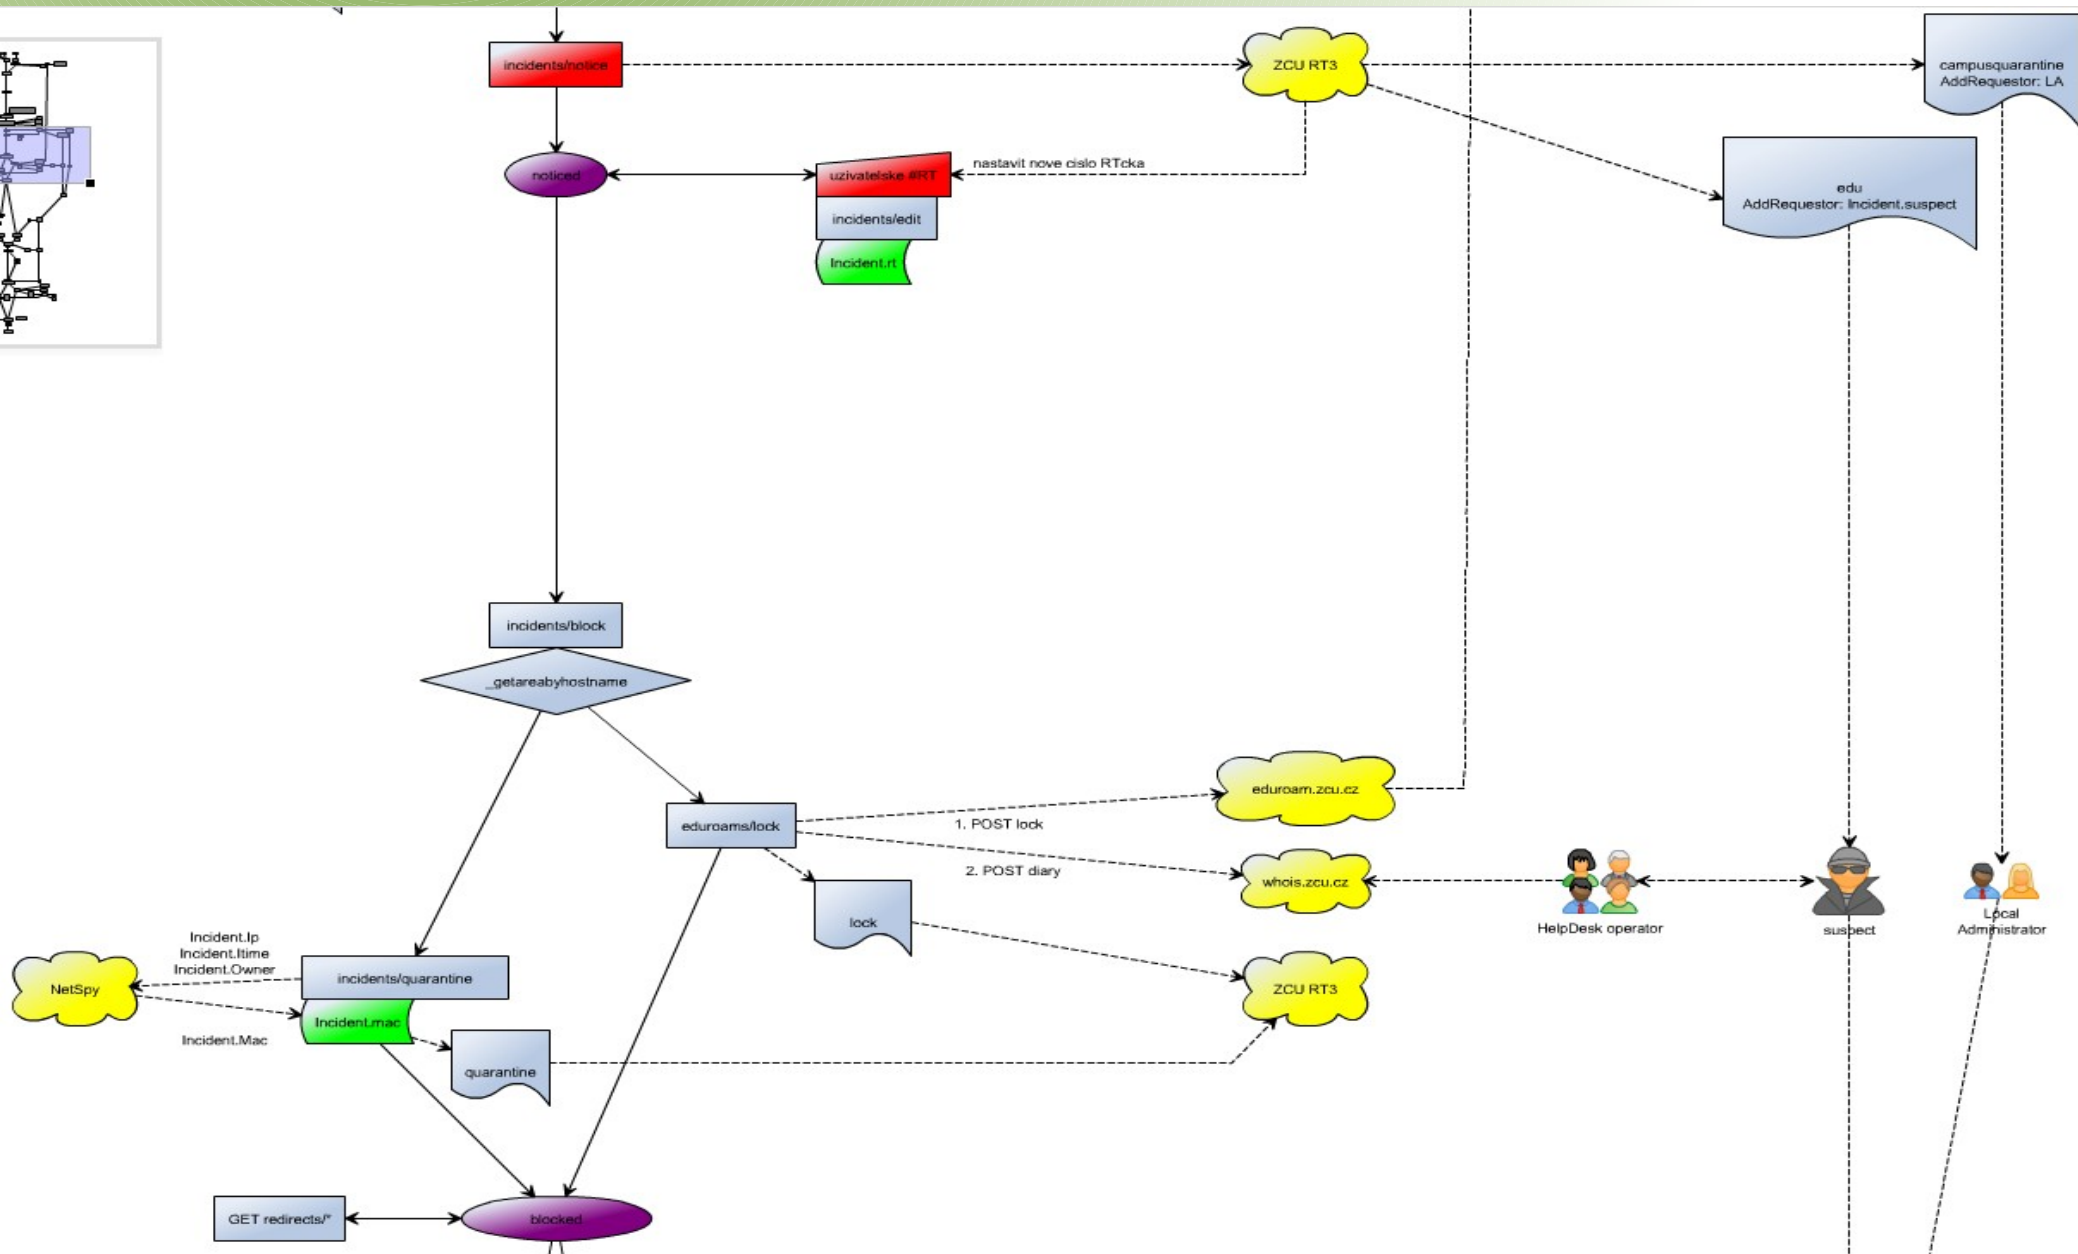 incidents/notice
ZCU RT3
campusquarantine
AddRequestor: LA
noticed
uzivatelske #RT
nastavit nove cislo RTcka
edu
AddRequestor: Incident.suspect
incidents/edit
Incident.rt
incidents/block
_getareabyhostname
eduroam.zcu.cz
eduroams/lock
1. POST lock
2. POST diary
whois.zcu.cz
HelpDesk operator
suspect
Local
Administrator
lock
Incident.Ip
Incident.Itime
Incident.Owner
incidents/quarantine
NetSpy
ZCU RT3
Incident.mac
Incident.Mac
quarantine
GET redirects/*
blocked